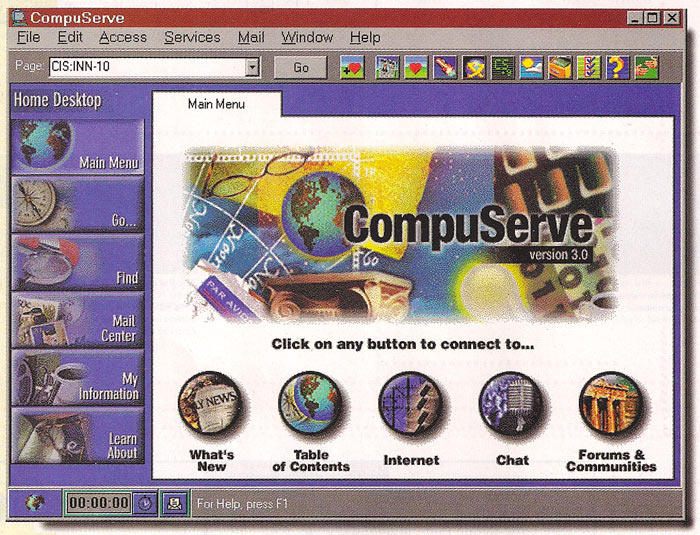 CompuServe
File Edit Access Services Mail Window Help
Page: CIS:INN-10 Go
Home Desktop
Main Menu
Main Menu
Go...
Find
Mail
Center
My
Information
Learn
About
CompuServe
version 3.0
PAR AVION
Click on any button to connect to...
LY NEWS
What's
New
Table
of Contents
Internet
Chat
Forums &
Communities
00:00:00 For Help, press F1